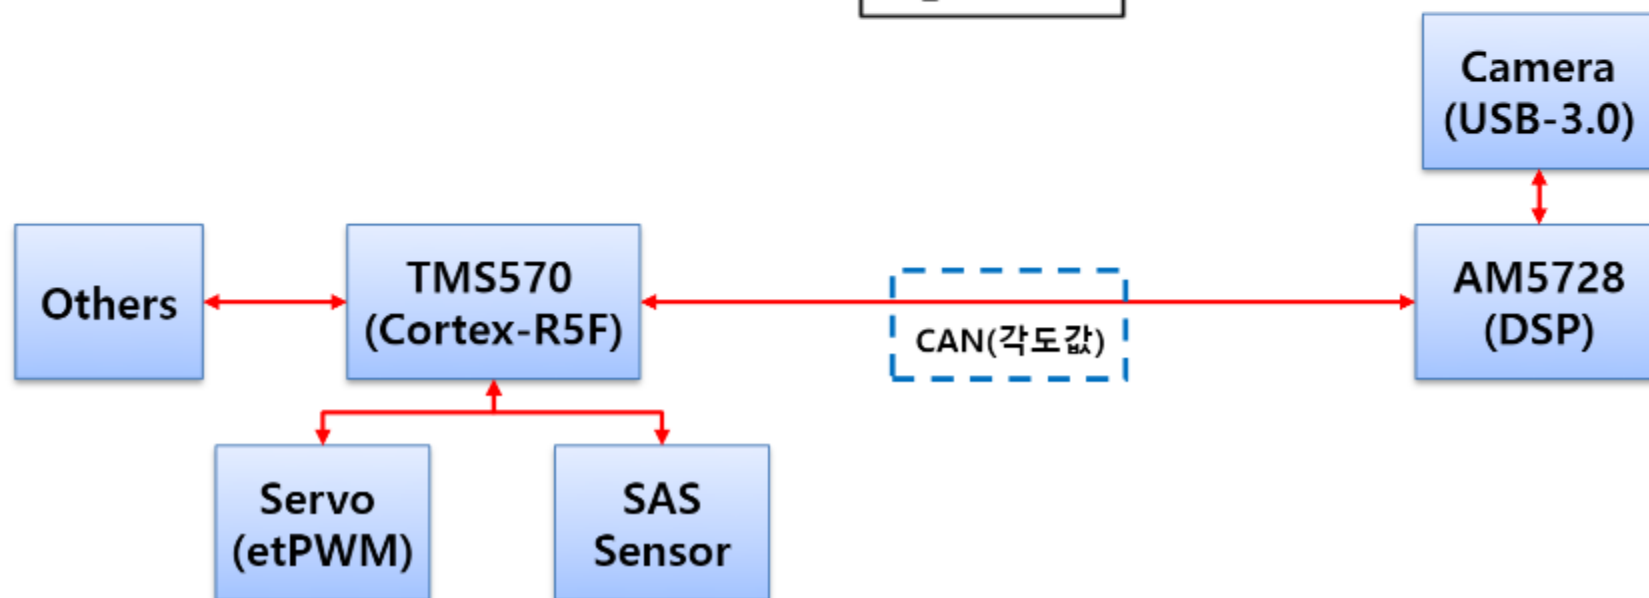 Camera
(USB-3.0)
Others
TMS570
(Cortex-R5F)
CAN(각도값)
AM5728
(DSP)
Servo
(etPWM)
SAS
Sensor